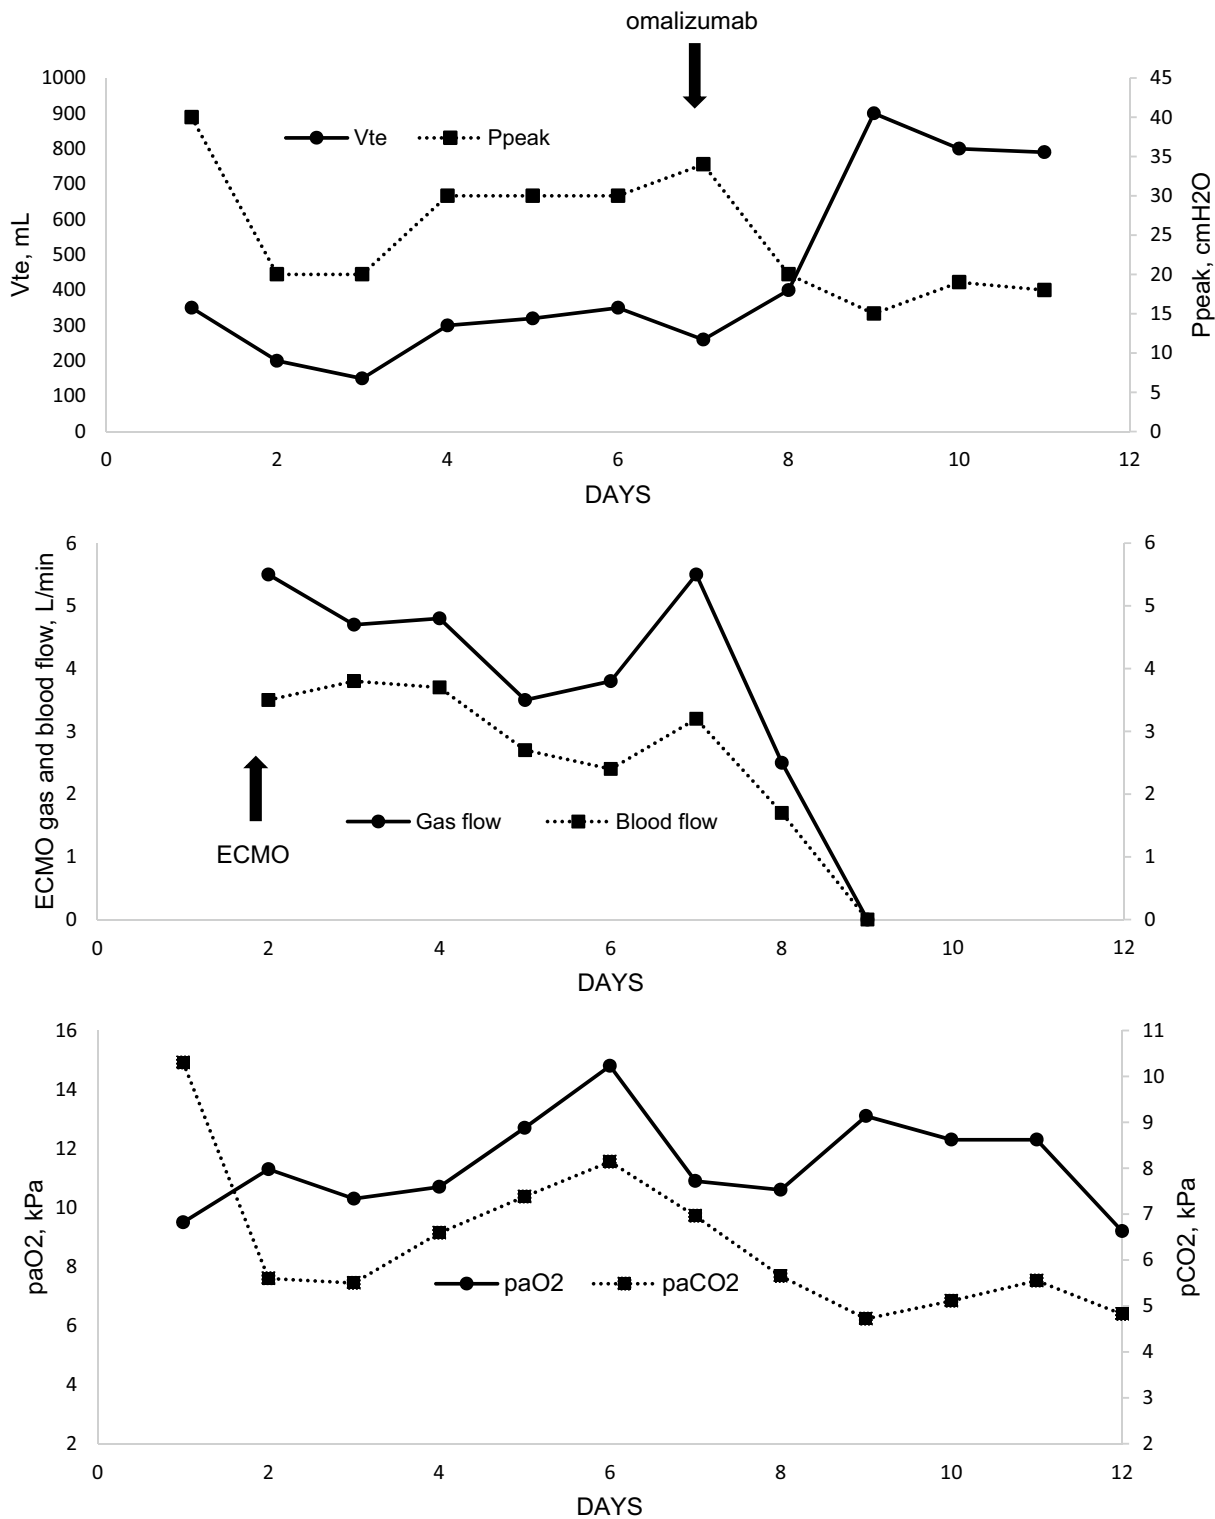 omalizumab
1000
900
800
700
600
500
400
300
200
100
0
Vte, mL
Vte
Ppeak
45
40
35
30
25
20
15
10
5
0
Ppeak, cmH2O
0 2 4 6 8 10 12
DAYS
6
5
4
3
2
1
0
ECMO gas and blood flow, L/min
ECMO
Gas flow
Blood flow
6
5
4
3
2
1
0
0 2 4 6 8 10 12
DAYS
16
14
12
10
8
6
4
2
paO2, kPa
paO2
paCO2
11
10
9
8
7
6
5
4
3
2
pCO2, kPa
0 2 4 6 8 10 12
DAYS